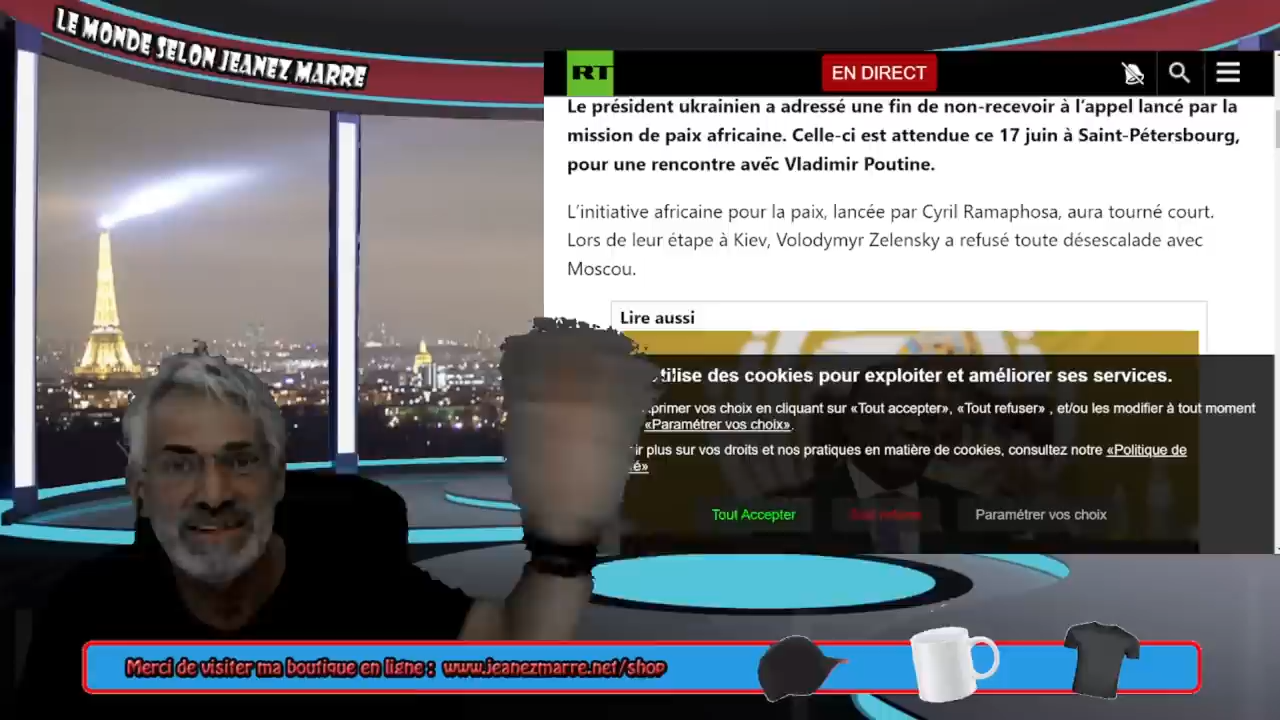 LE MONDE SELON JEANEZ MARRE
RT
EN DIRECT
Le président ukrainien a adressé une fin de non-recevoir à l'appel lancé par la
mission de paix africaine. Celle-ci est attendue ce 17 juin à Saint-Pétersbourg,
pour une rencontre avec Vladimir Poutine.
L'initiative africaine pour la paix, lancée par Cyril Ramaphosa, aura tourné court.
Lors de leur étape à Kiev, Volodymyr Zelensky a refusé toute désescalade avec
Moscou.
Lire aussi
des cookies pour exploiter et améliorer ses services.
vos choix en cliquant sur «Tout accepter», «Tout refuser» , et/ou les modifier à tout moment
«Paramétrer vos choix».
plus sur vos droits et nos pratiques en matière de cookies, consultez notre «Politique de
Tout Accepter
Paramétrer vos choix
Merci de visiter ma boutique en ligne : www.jeanezmarre.net/shop